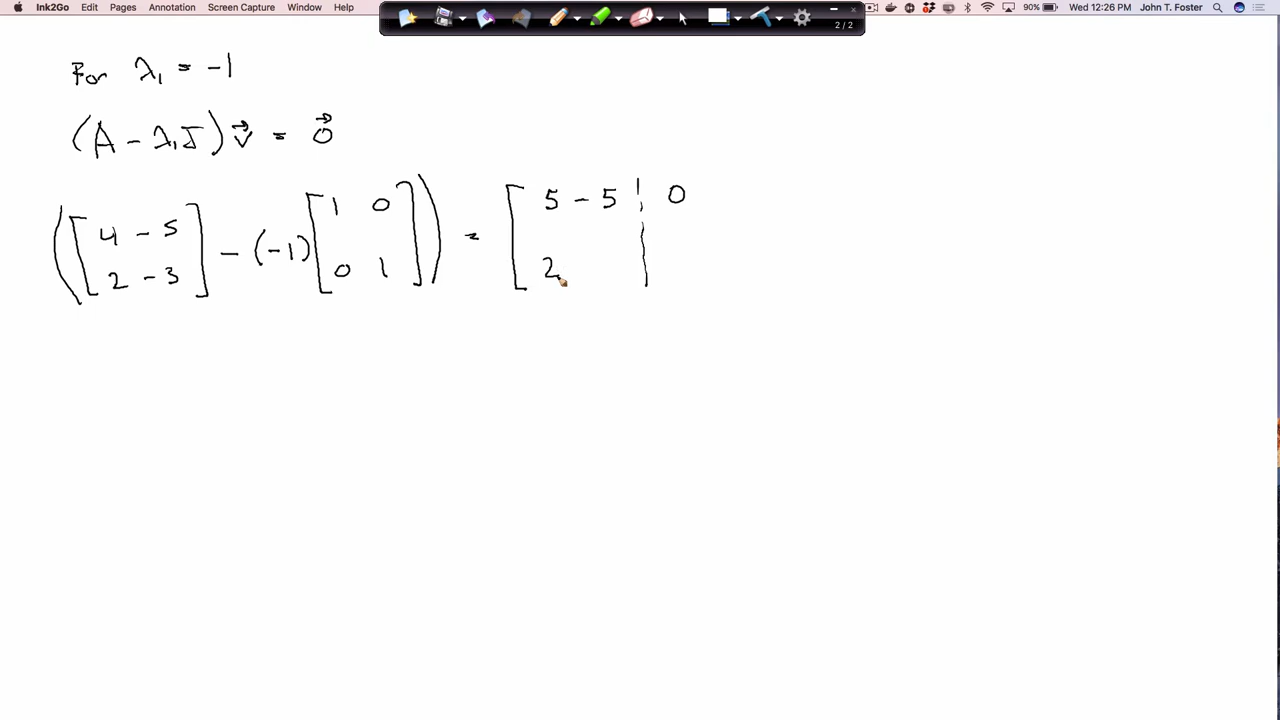 Ink2Go Edit Pages Annotation Screen Capture Window Help 90% Wed 12:26 PM John T. Foster
2/2
For λ₁ = -1
(A - λ₁I)v⃗ = 0⃗
([4 -5] - (-1)[1 0]) = [5 -5 ¦ 0
[2 -3] [0 1] 2